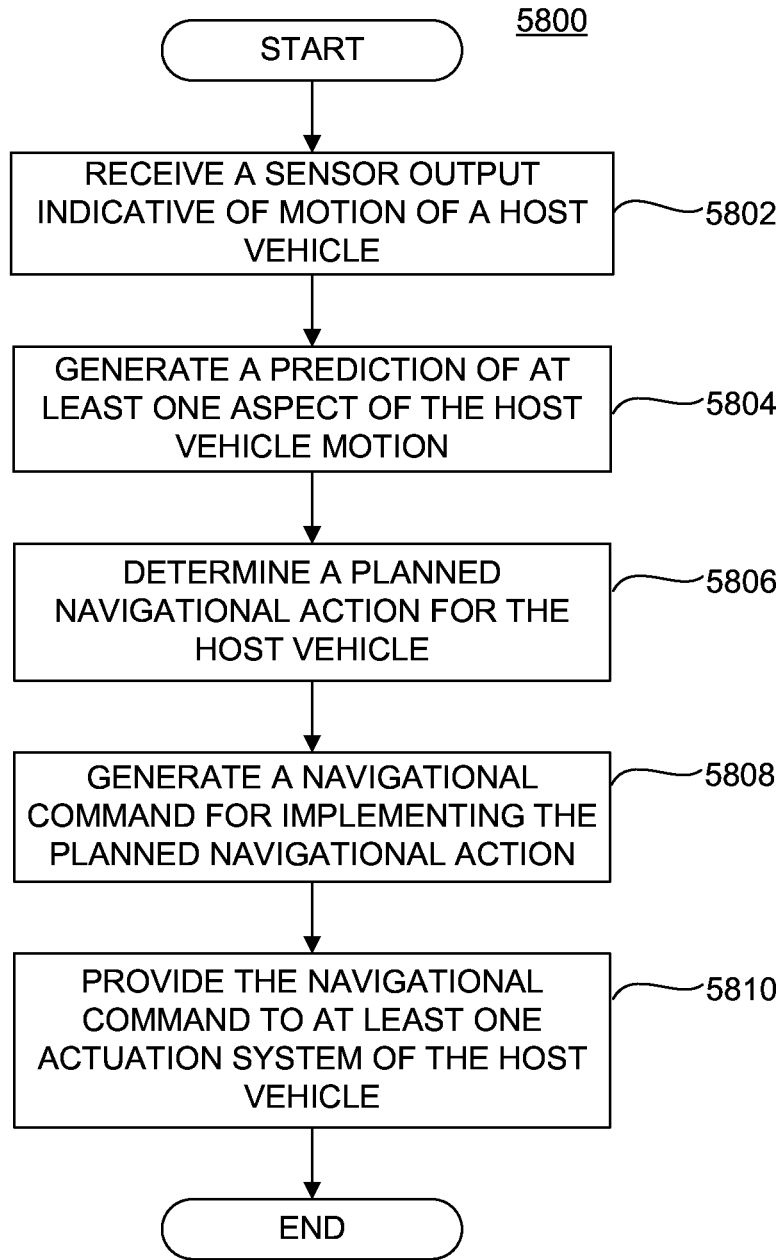 5800
START
RECEIVE A SENSOR OUTPUT
INDICATIVE OF MOTION OF A HOST
VEHICLE
5802
GENERATE A PREDICTION OF AT
LEAST ONE ASPECT OF THE HOST
VEHICLE MOTION
5804
DETERMINE A PLANNED
NAVIGATIONAL ACTION FOR THE
HOST VEHICLE
5806
GENERATE A NAVIGATIONAL
COMMAND FOR IMPLEMENTING THE
PLANNED NAVIGATIONAL ACTION
5808
PROVIDE THE NAVIGATIONAL
COMMAND TO AT LEAST ONE
ACTUATION SYSTEM OF THE HOST
VEHICLE
5810
END